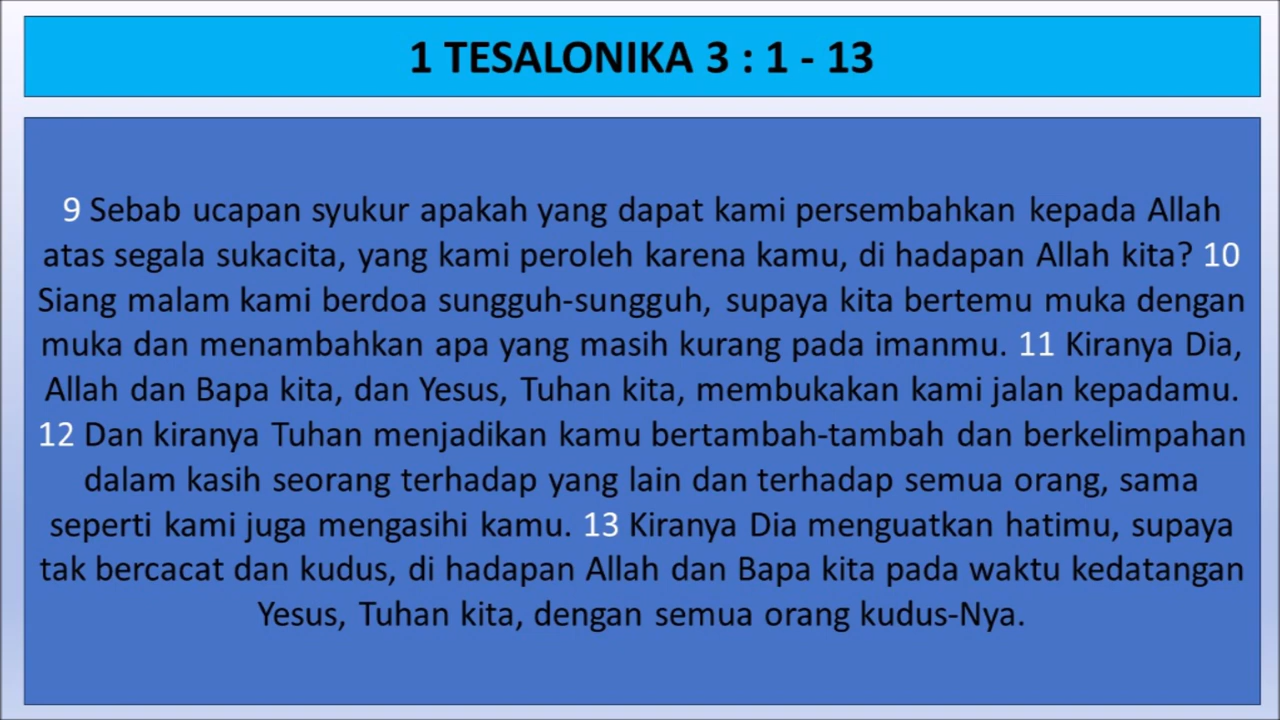 1 TESALONIKA 3 : 1 - 13
9 Sebab ucapan syukur apakah yang dapat kami persembahkan kepada Allah
atas segala sukacita, yang kami peroleh karena kamu, di hadapan Allah kita? 10
Siang malam kami berdoa sungguh-sungguh, supaya kita bertemu muka dengan
muka dan menambahkan apa yang masih kurang pada imanmu. 11 Kiranya Dia,
Allah dan Bapa kita, dan Yesus, Tuhan kita, membukakan kami jalan kepadamu.
12 Dan kiranya Tuhan menjadikan kamu bertambah-tambah dan berkelimpahan
dalam kasih seorang terhadap yang lain dan terhadap semua orang, sama
seperti kami juga mengasihi kamu. 13 Kiranya Dia menguatkan hatimu, supaya
tak bercacat dan kudus, di hadapan Allah dan Bapa kita pada waktu kedatangan
Yesus, Tuhan kita, dengan semua orang kudus-Nya.